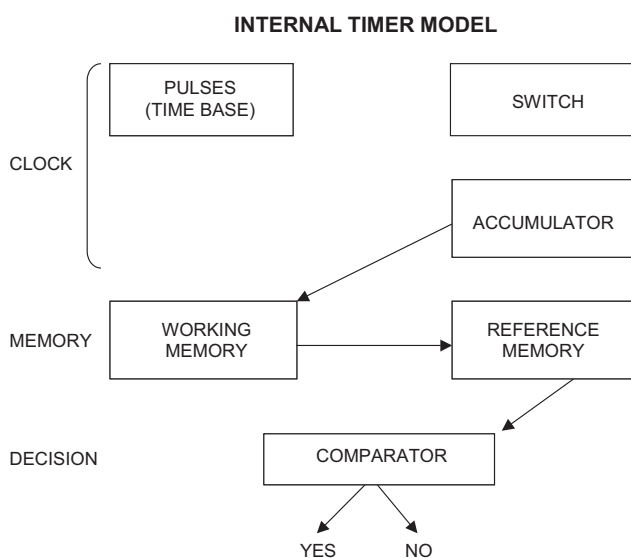 INTERNAL TIMER MODEL
PULSES
(TIME BASE)
SWITCH
CLOCK
ACCUMULATOR
MEMORY
WORKING
MEMORY
REFERENCE
MEMORY
DECISION
COMPARATOR
YES
NO